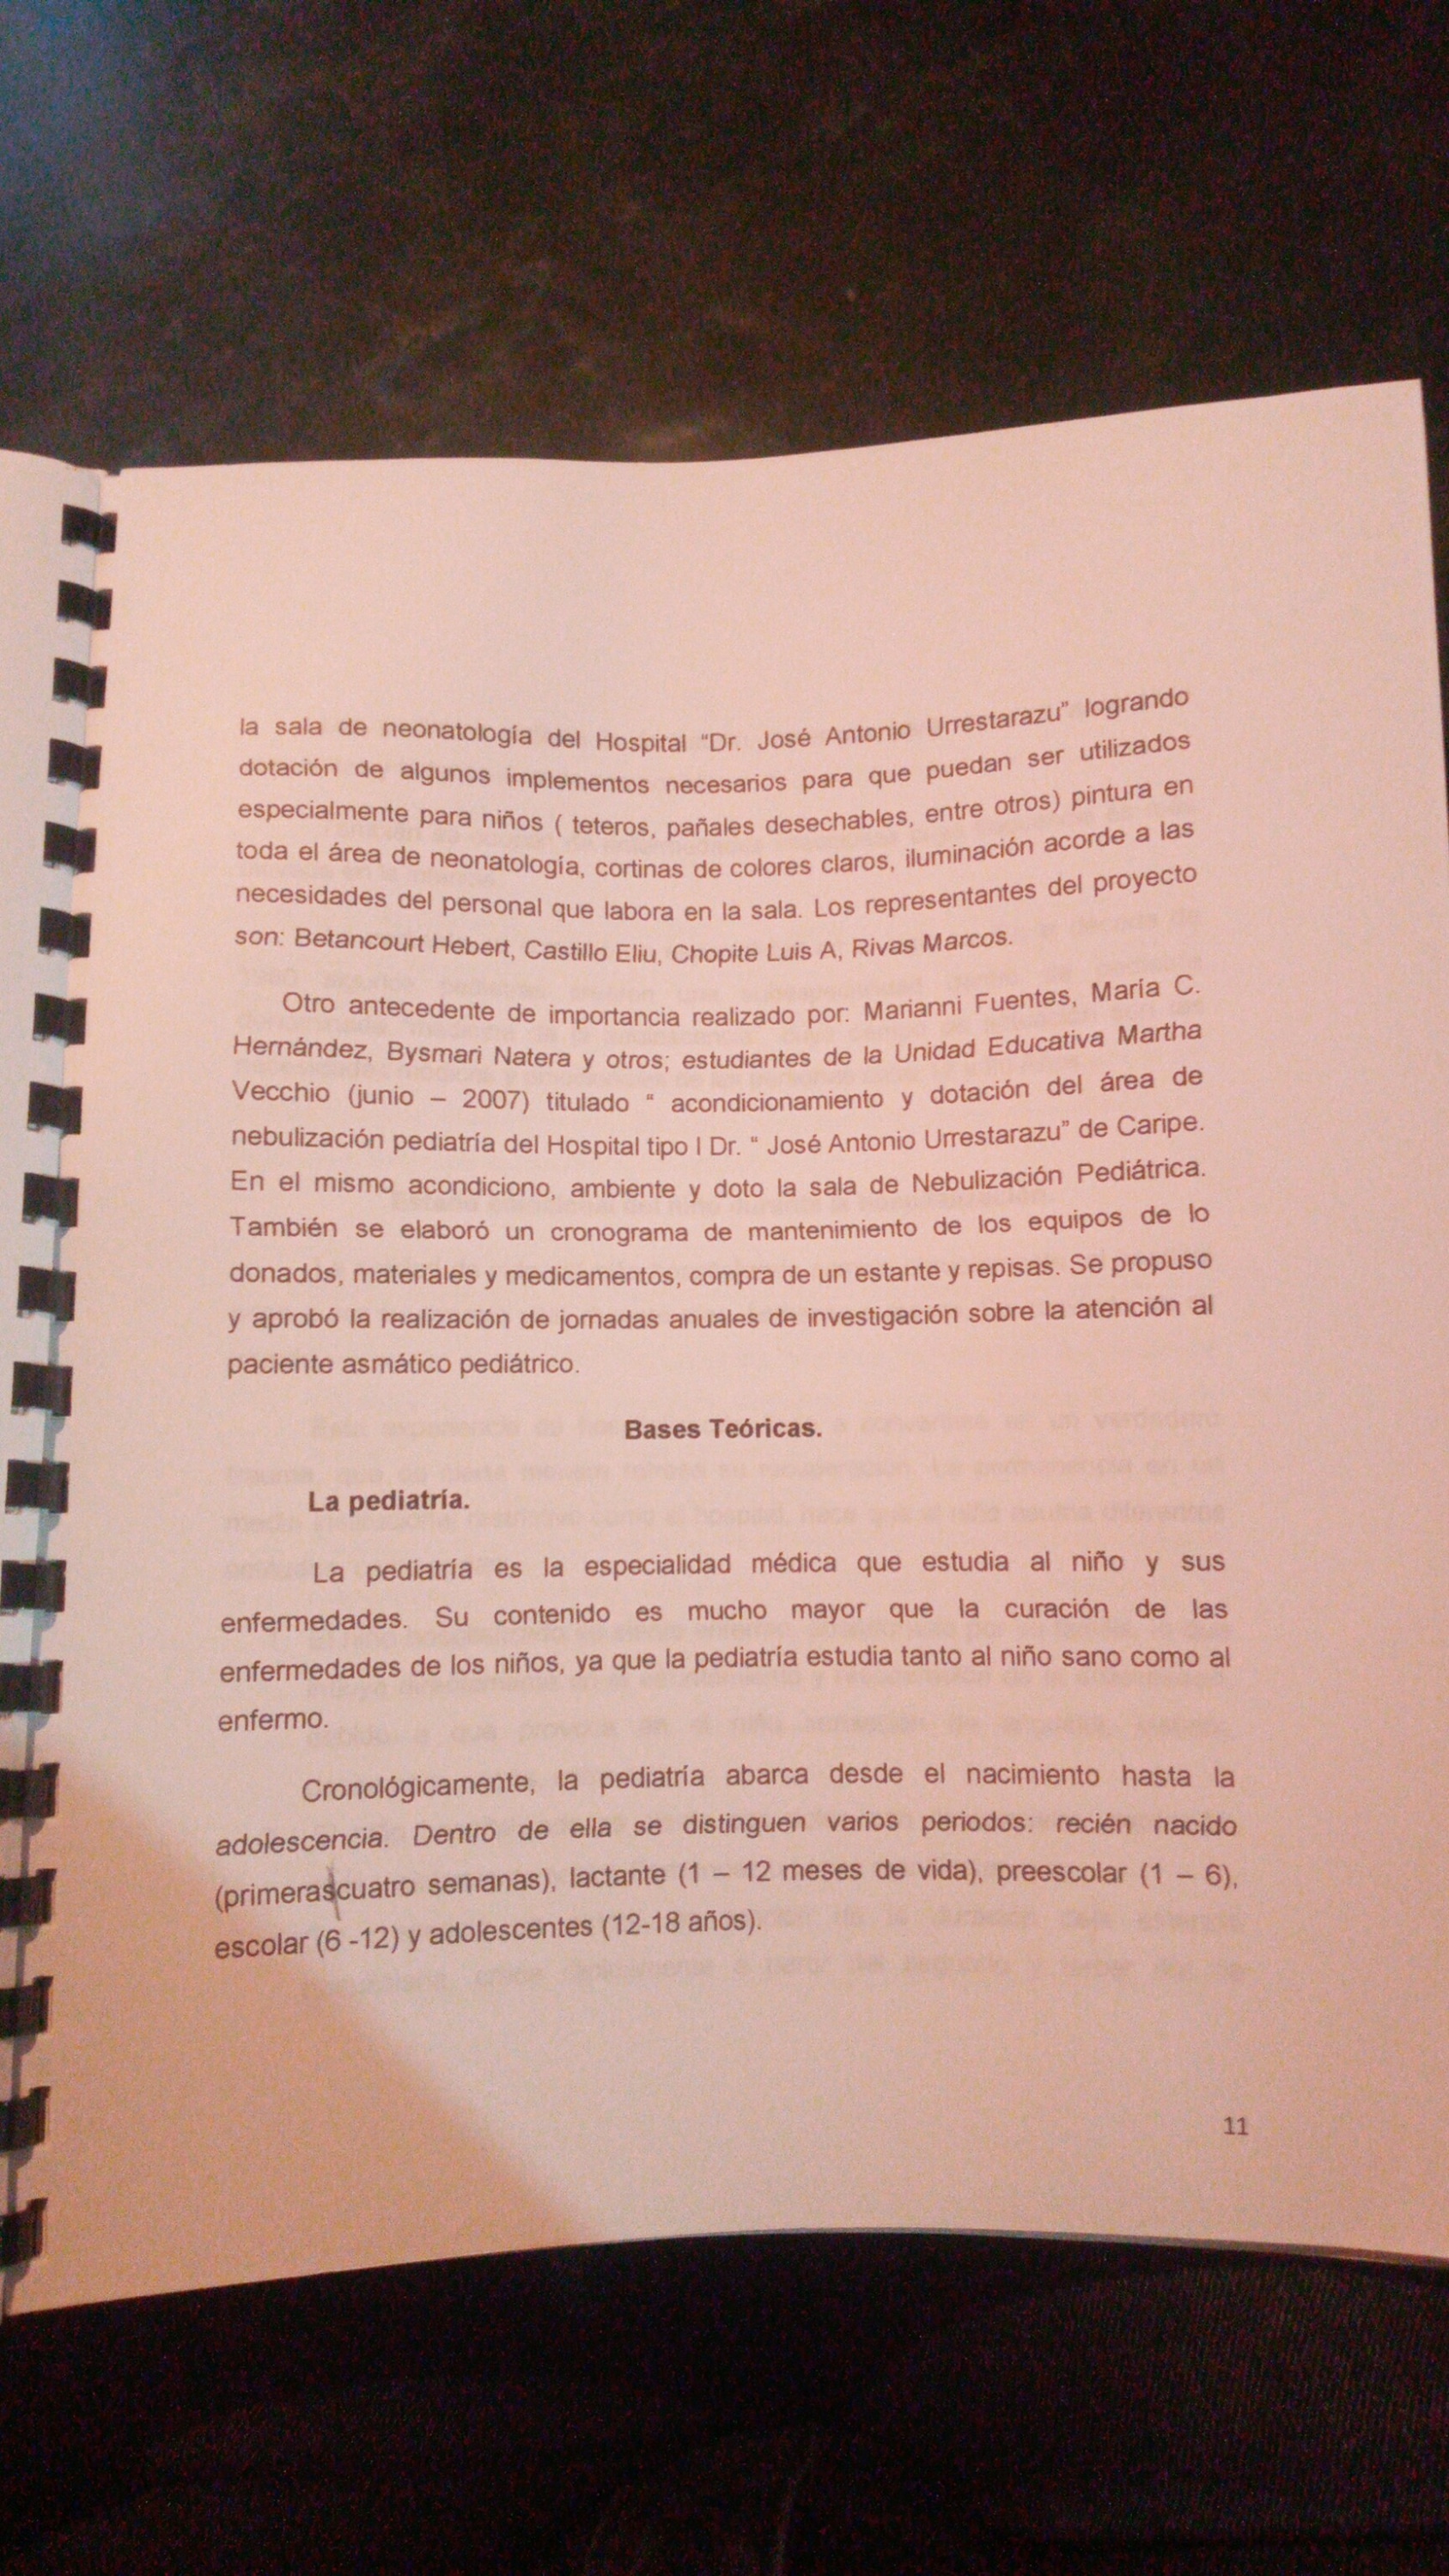 la sala de neonatología del Hospital “Dr. José Antonio Urrestarazu” logrando
dotación de algunos implementos necesarios para que puedan ser utilizados
especialmente para niños ( teteros, pañales desechables, entre otros) pintura en
toda el área de neonatología, cortinas de colores claros, iluminación acorde a las
necesidades del personal que labora en la sala. Los representantes del proyecto
son: Betancourt Hebert, Castillo Eliu, Chopite Luis A, Rivas Marcos.
Otro antecedente de importancia realizado por: Marianni Fuentes, María C.
Hernández, Bysmari Natera y otros; estudiantes de la Unidad Educativa Martha
Vecchio (junio – 2007) titulado “ acondicionamiento y dotación del área de
nebulización pediatría del Hospital tipo I Dr. “ José Antonio Urrestarazu” de Caripe.
En el mismo acondiciono, ambiente y doto la sala de Nebulización Pediátrica.
También se elaboró un cronograma de mantenimiento de los equipos de lo
donados, materiales y medicamentos, compra de un estante y repisas. Se propuso
y aprobó la realización de jornadas anuales de investigación sobre la atención al
paciente asmático pediátrico.
Bases Teóricas.
La pediatría.
La pediatría es la especialidad médica que estudia al niño y sus
enfermedades. Su contenido es mucho mayor que la curación de las
enfermedades de los niños, ya que la pediatría estudia tanto al niño sano como al
enfermo.
Cronológicamente, la pediatría abarca desde el nacimiento hasta la
adolescencia. Dentro de ella se distinguen varios periodos: recién nacido
(primerascuatro semanas), lactante (1 – 12 meses de vida), preescolar (1 – 6),
escolar (6 -12) y adolescentes (12-18 años).
11